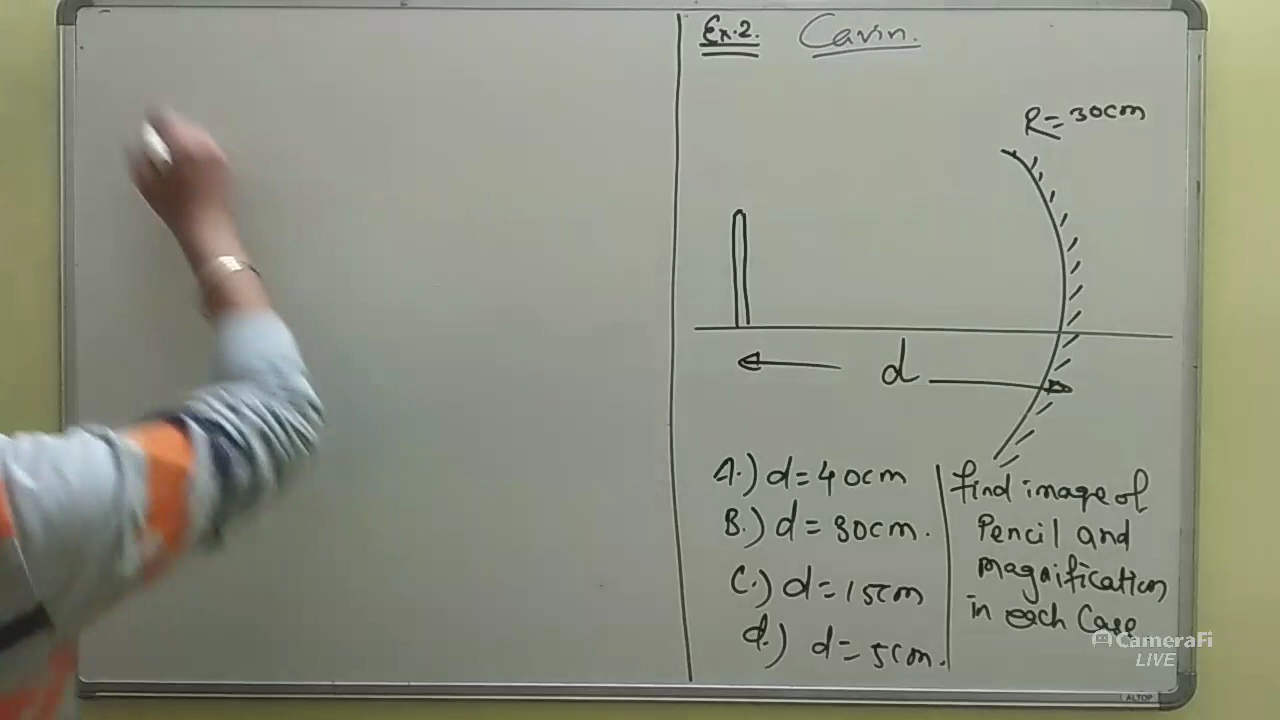 Ex.2. Cavin.
R=30cm
d
A.) d=40cm
B.) d=30cm.
C.) d=15cm
d.) d=5cm.
find image of
Pencil and
magnification
in each Case
CameraFi
LIVE
ALTOP